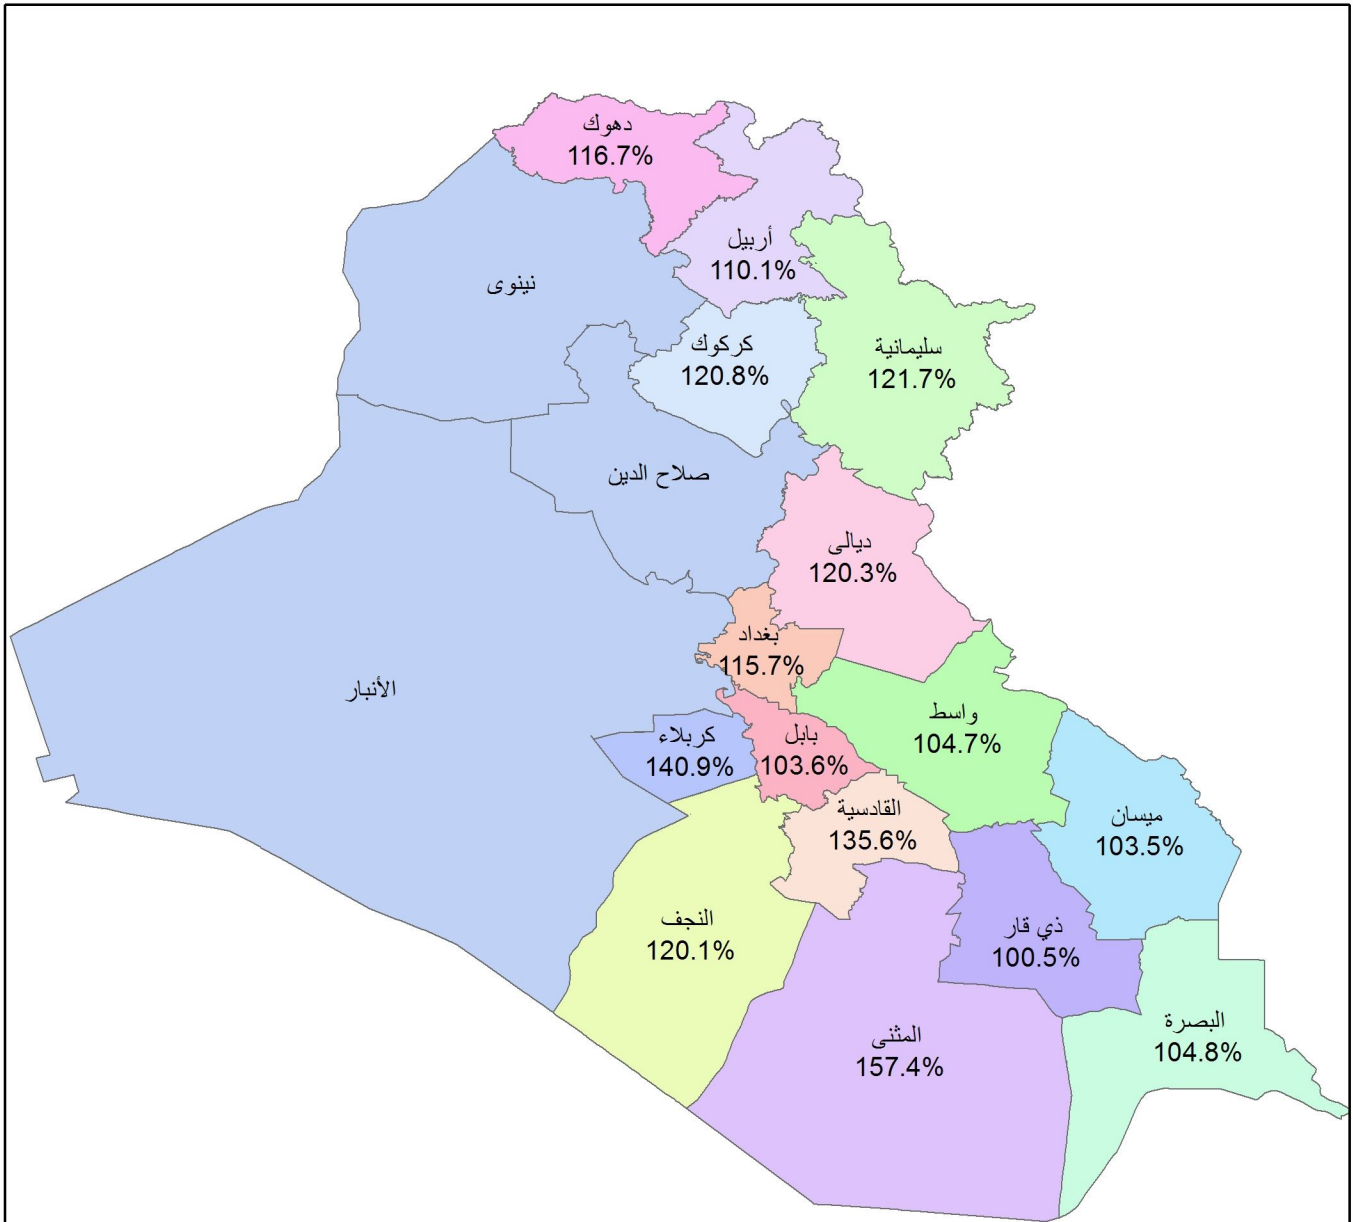 دهوك
116.7%
أربيل
110.1%
نينوى
كركوك
120.8%
سليمانية
121.7%
صلاح الدين
ديالى
120.3%
بغداد
115.7%
الأنبار
واسط
104.7%
كربلاء
140.9%
بابل
103.6%
القادسية
135.6%
ميسان
103.5%
النجف
120.1%
ذي قار
100.5%
المثنى
157.4%
البصرة
104.8%